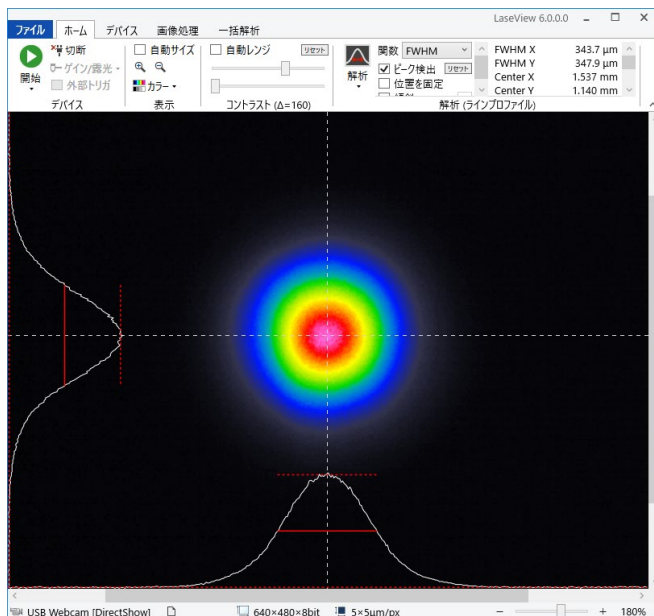 LaseView 6.0.0.0
ファイル ホーム デバイス 画像処理 一括解析
開始
切断
ゲイン/露光
外部トリガ
デバイス
自動サイズ
カラー
表示
自動レンジ リセット
コントラスト (Δ=160)
解析
関数 FWHM
ピーク検出 リセット
位置を固定
FWHM X 343.7 μm
FWHM Y 347.9 μm
Center X 1.537 mm
Center Y 1.140 mm
解析 (ラインプロファイル)
USB Webcam [DirectShow] 640×480×8bit 5×5μm/px 180%